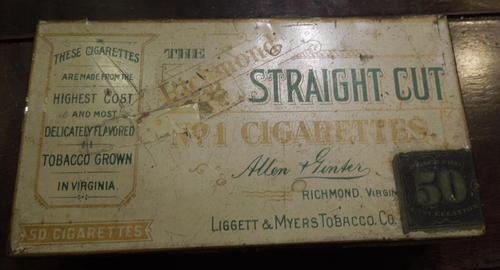 THESE CIGARETTES
ARE MADE FROM THE
HIGHEST COST
AND MOST
DELICATELY FLAVORED
TOBACCO GROWN
IN VIRGINIA.
50 CIGARETTES
THE
Richmond
STRAIGHT CUT
No 1 CIGARETTES.
Allen & Ginter
RICHMOND, VIRGIN
LIGGETT & MYERS TOBACCO. CO.
50